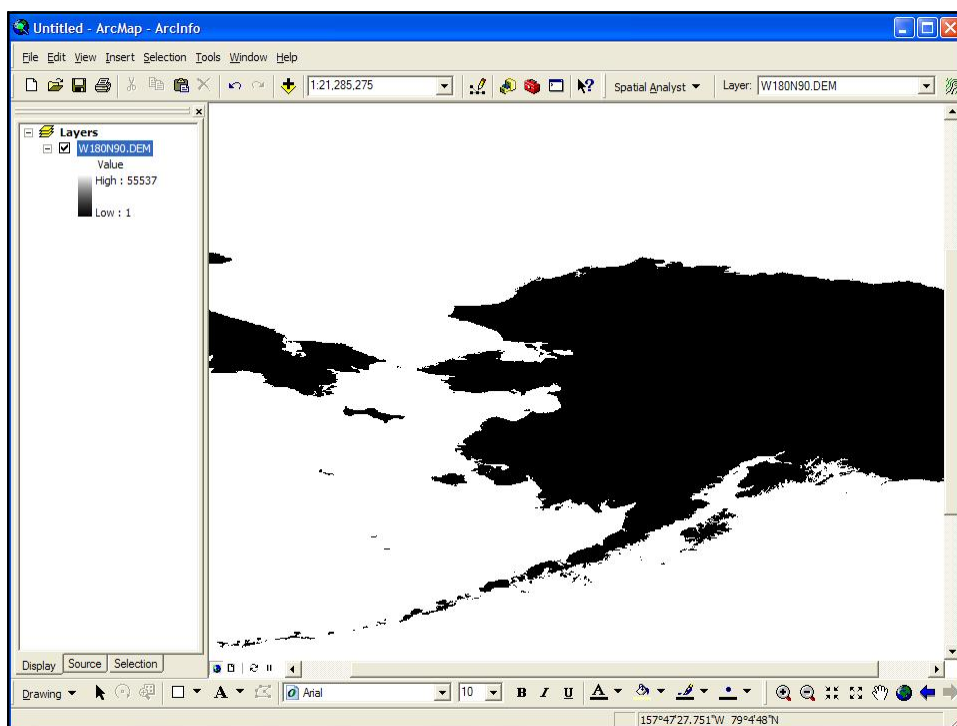 Untitled - ArcMap - ArcInfo
File Edit View Insert Selection Tools Window Help
1:21,285,275 Spatial Analyst Layer: W180N90.DEM
Layers
W180N90.DEM
Value
High : 55537
Low : 1
Display Source Selection
Drawing A Arial 10 B I U A
157°47'27.751"W 79°4'48"N